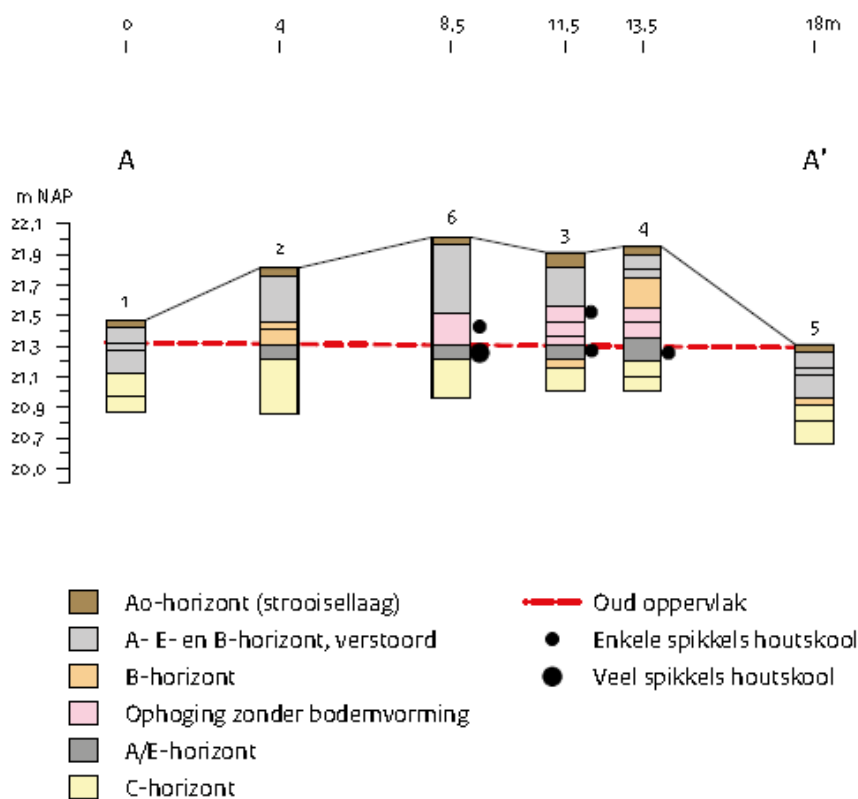 0 4 8,5 11,5 13,5 18m
A A'
m NAP
22,1
21,9
21,7
21,5
21,3
21,1
20,9
20,7
20,0
1 2 6 3 4 5
Ao-horizont (strooisellaag)
A- E- en B-horizont, verstoord
B-horizont
Ophoging zonder bodemvorming
A/E-horizont
C-horizont
Oud oppervlak
Enkele spikkels houtskool
Veel spikkels houtskool